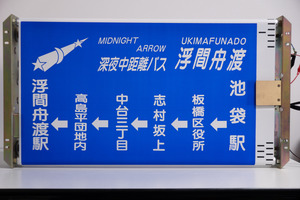 MIDNIGHT
ARROW
深夜中距離バス
UKIMAFUNADO
浮間舟渡
池袋駅
板橋区役所
志村坂上
中台三丁目
高島平団地内
浮間舟渡駅